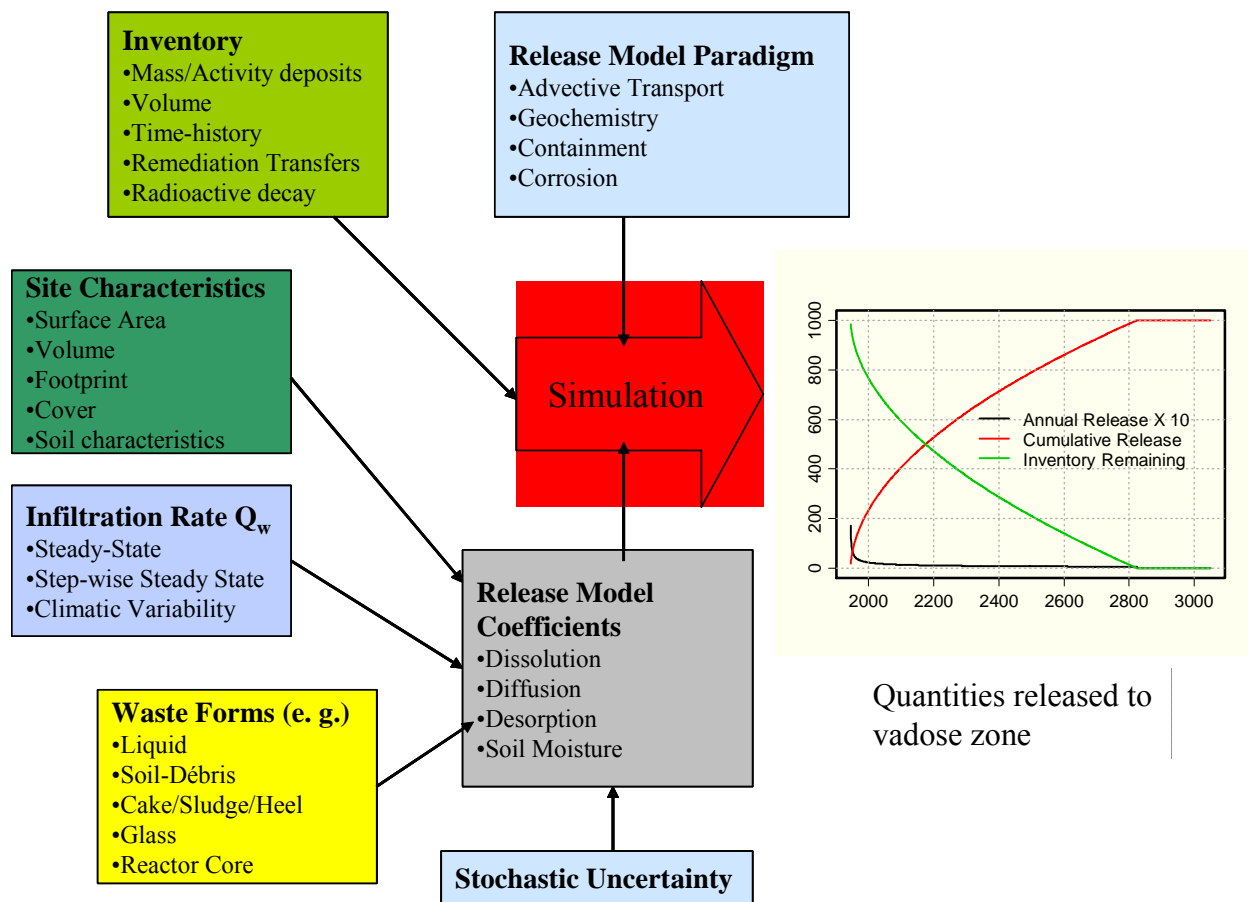 Inventory
•Mass/Activity deposits
•Volume
•Time-history
•Remediation Transfers
•Radioactive decay
Release Model Paradigm
•Advective Transport
•Geochemistry
•Containment
•Corrosion
Site Characteristics
•Surface Area
•Volume
•Footprint
•Cover
•Soil characteristics
Simulation
Infiltration Rate Qw
•Steady-State
•Step-wise Steady State
•Climatic Variability
Release Model
Coefficients
•Dissolution
•Diffusion
•Desorption
•Soil Moisture
Waste Forms (e. g.)
•Liquid
•Soil-Débris
•Cake/Sludge/Heel
•Glass
•Reactor Core
Stochastic Uncertainty
1000
800
600
400
200
0
Annual Release X 10
Cumulative Release
Inventory Remaining
2000 2200 2400 2600 2800 3000
Quantities released to
vadose zone